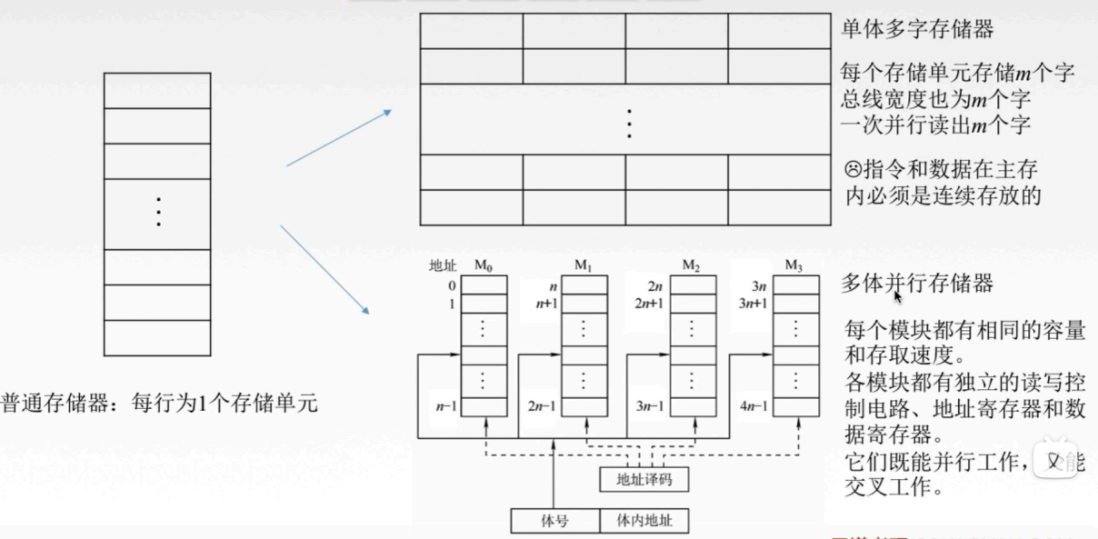 单体多字存储器
每个存储单元存储m个字
总线宽度也为m个字
一次并行读出m个字
☹指令和数据在主存
内必须是连续存放的
普通存储器：每行为1个存储单元
地址 M₀ M₁ M₂ M₃
0 n 2n 3n
1 n+1 2n+1 3n+1
n−1 2n−1 3n−1 4n−1
地址译码
体号 体内地址
多体并行存储器
每个模块都有相同的容量
和存取速度。
各模块都有独立的读写控
制电路、地址寄存器和数
据寄存器。
它们既能并行工作，又能
交叉工作。